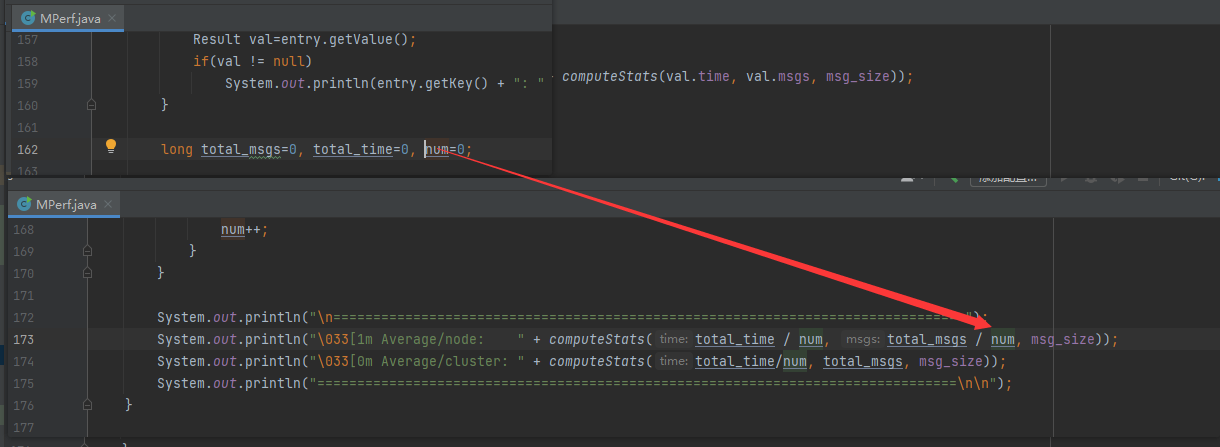 MPerf.java
157 Result val=entry.getValue();
158 if(val != null)
159 System.out.println(entry.getKey() + ": " computeStats(val.time, val.msgs, msg_size));
160 }
161
162 long total_msgs=0, total_time=0, num=0;
163
添加配置...
MPerf.java
168 num++;
169 }
170 }
171
172 System.out.println("\n===============================================================================");
173 System.out.println("\033[1m Average/node:    " + computeStats( time: total_time / num, msgs: total_msgs / num, msg_size));
174 System.out.println("\033[0m Average/cluster: " + computeStats( time: total_time/num, total_msgs, msg_size));
175 System.out.println("================================================================================\n\n");
176 }
177